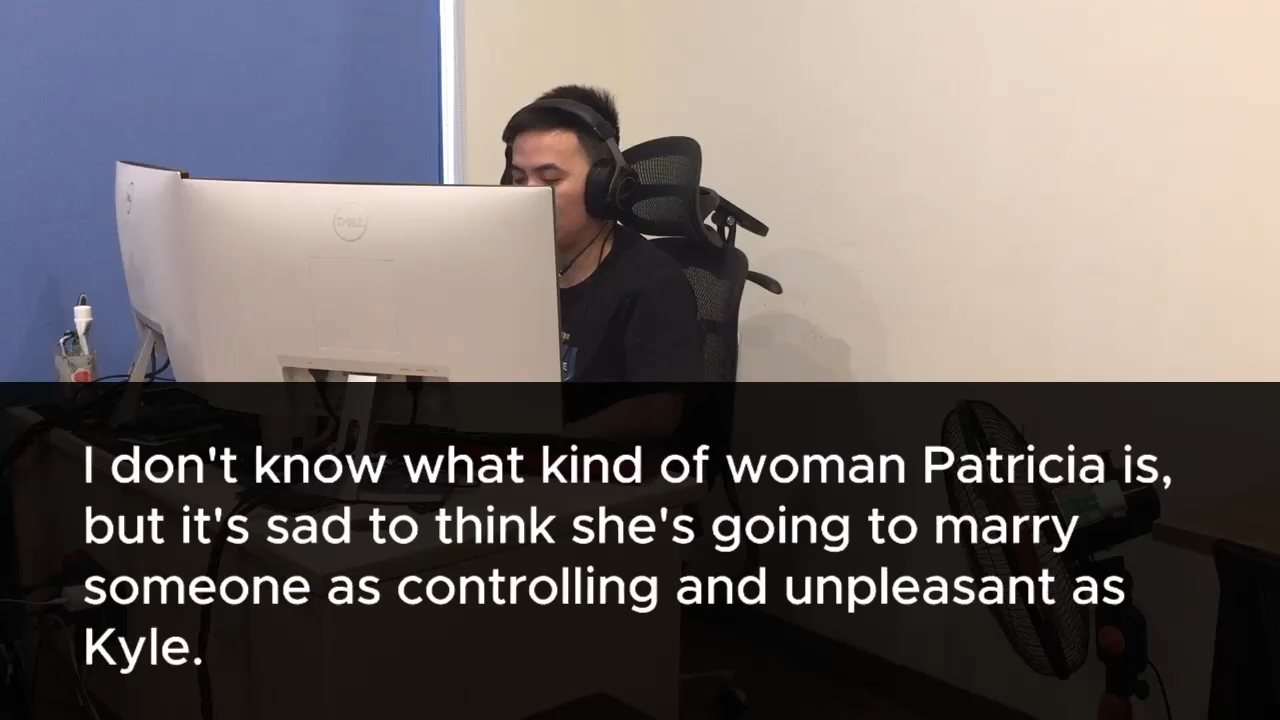 DELL
I don't know what kind of woman Patricia is,
but it's sad to think she's going to marry
someone as controlling and unpleasant as
Kyle.